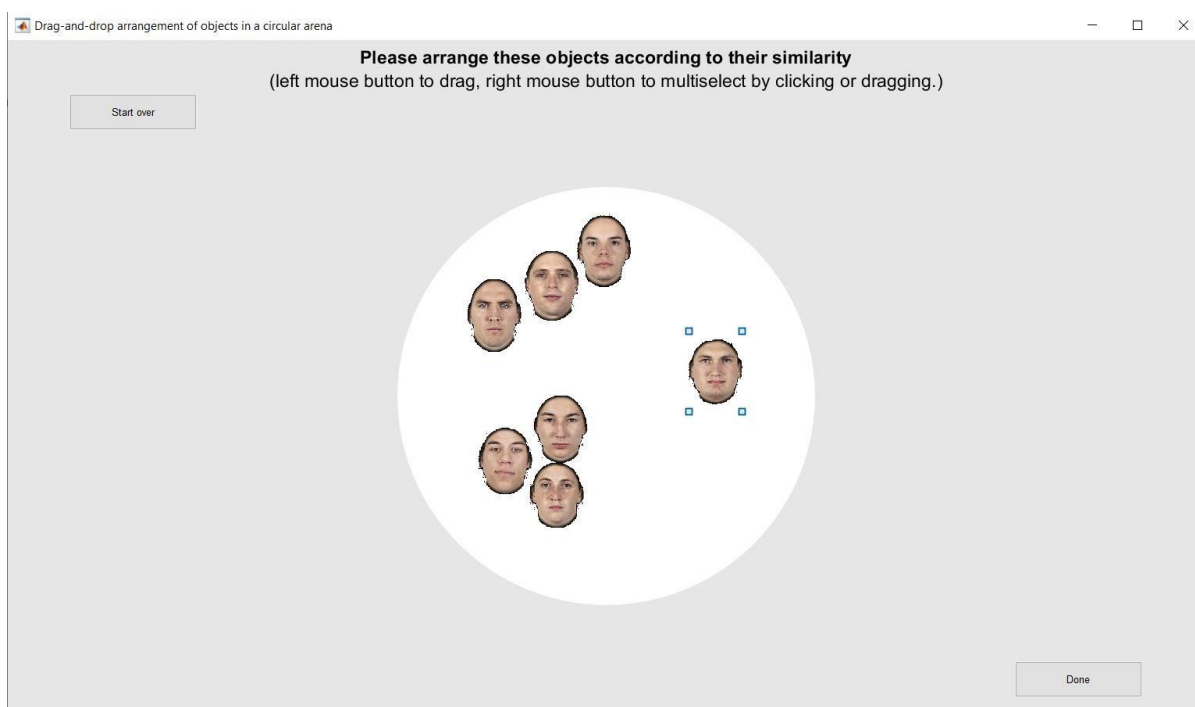 Drag-and-drop arrangement of objects in a circular arena
Please arrange these objects according to their similarity
(left mouse button to drag, right mouse button to multiselect by clicking or dragging.)
Start over
Done